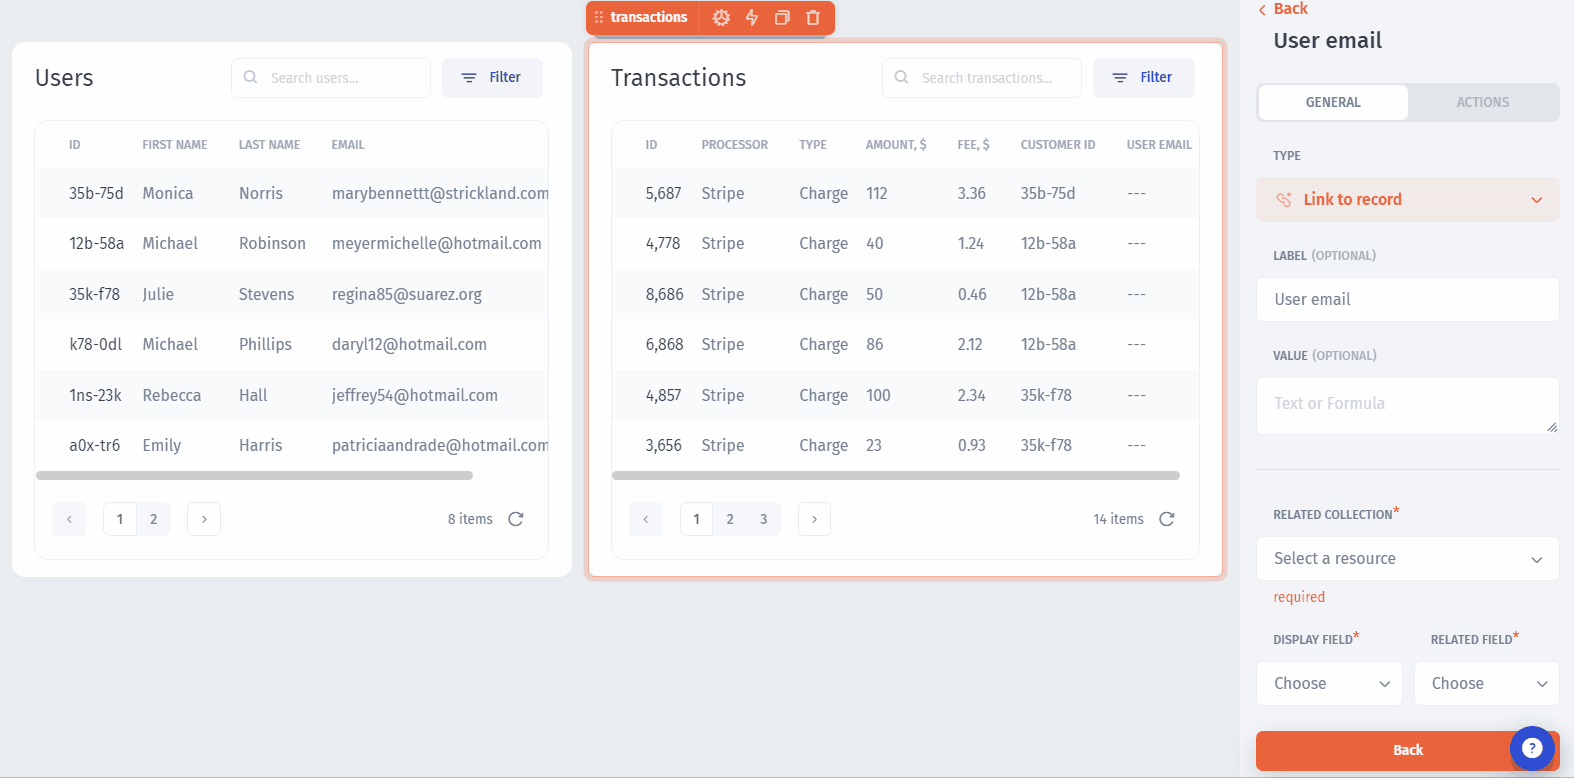 transactions
Users
Search users...
Filter
ID FIRST NAME LAST NAME EMAIL
35b-75d Monica Norris marybennettt@strickland.com
12b-58a Michael Robinson meyermichelle@hotmail.com
35k-f78 Julie Stevens regina85@suarez.org
k78-0dl Michael Phillips daryl12@hotmail.com
1ns-23k Rebecca Hall jeffrey54@hotmail.com
a0x-tr6 Emily Harris patriciaandrade@hotmail.com
‹ 1 2 › 8 items
Transactions
Search transactions...
Filter
ID PROCESSOR TYPE AMOUNT, $ FEE, $ CUSTOMER ID USER EMAIL
5,687 Stripe Charge 112 3.36 35b-75d ---
4,778 Stripe Charge 40 1.24 12b-58a ---
8,686 Stripe Charge 50 0.46 12b-58a ---
6,868 Stripe Charge 86 2.12 12b-58a ---
4,857 Stripe Charge 100 2.34 35k-f78 ---
3,656 Stripe Charge 23 0.93 35k-f78 ---
‹ 1 2 3 › 14 items
‹ Back
User email
GENERAL ACTIONS
TYPE
Link to record
LABEL (OPTIONAL)
User email
VALUE (OPTIONAL)
Text or Formula
RELATED COLLECTION*
Select a resource
required
DISPLAY FIELD* RELATED FIELD*
Choose Choose
Back ?